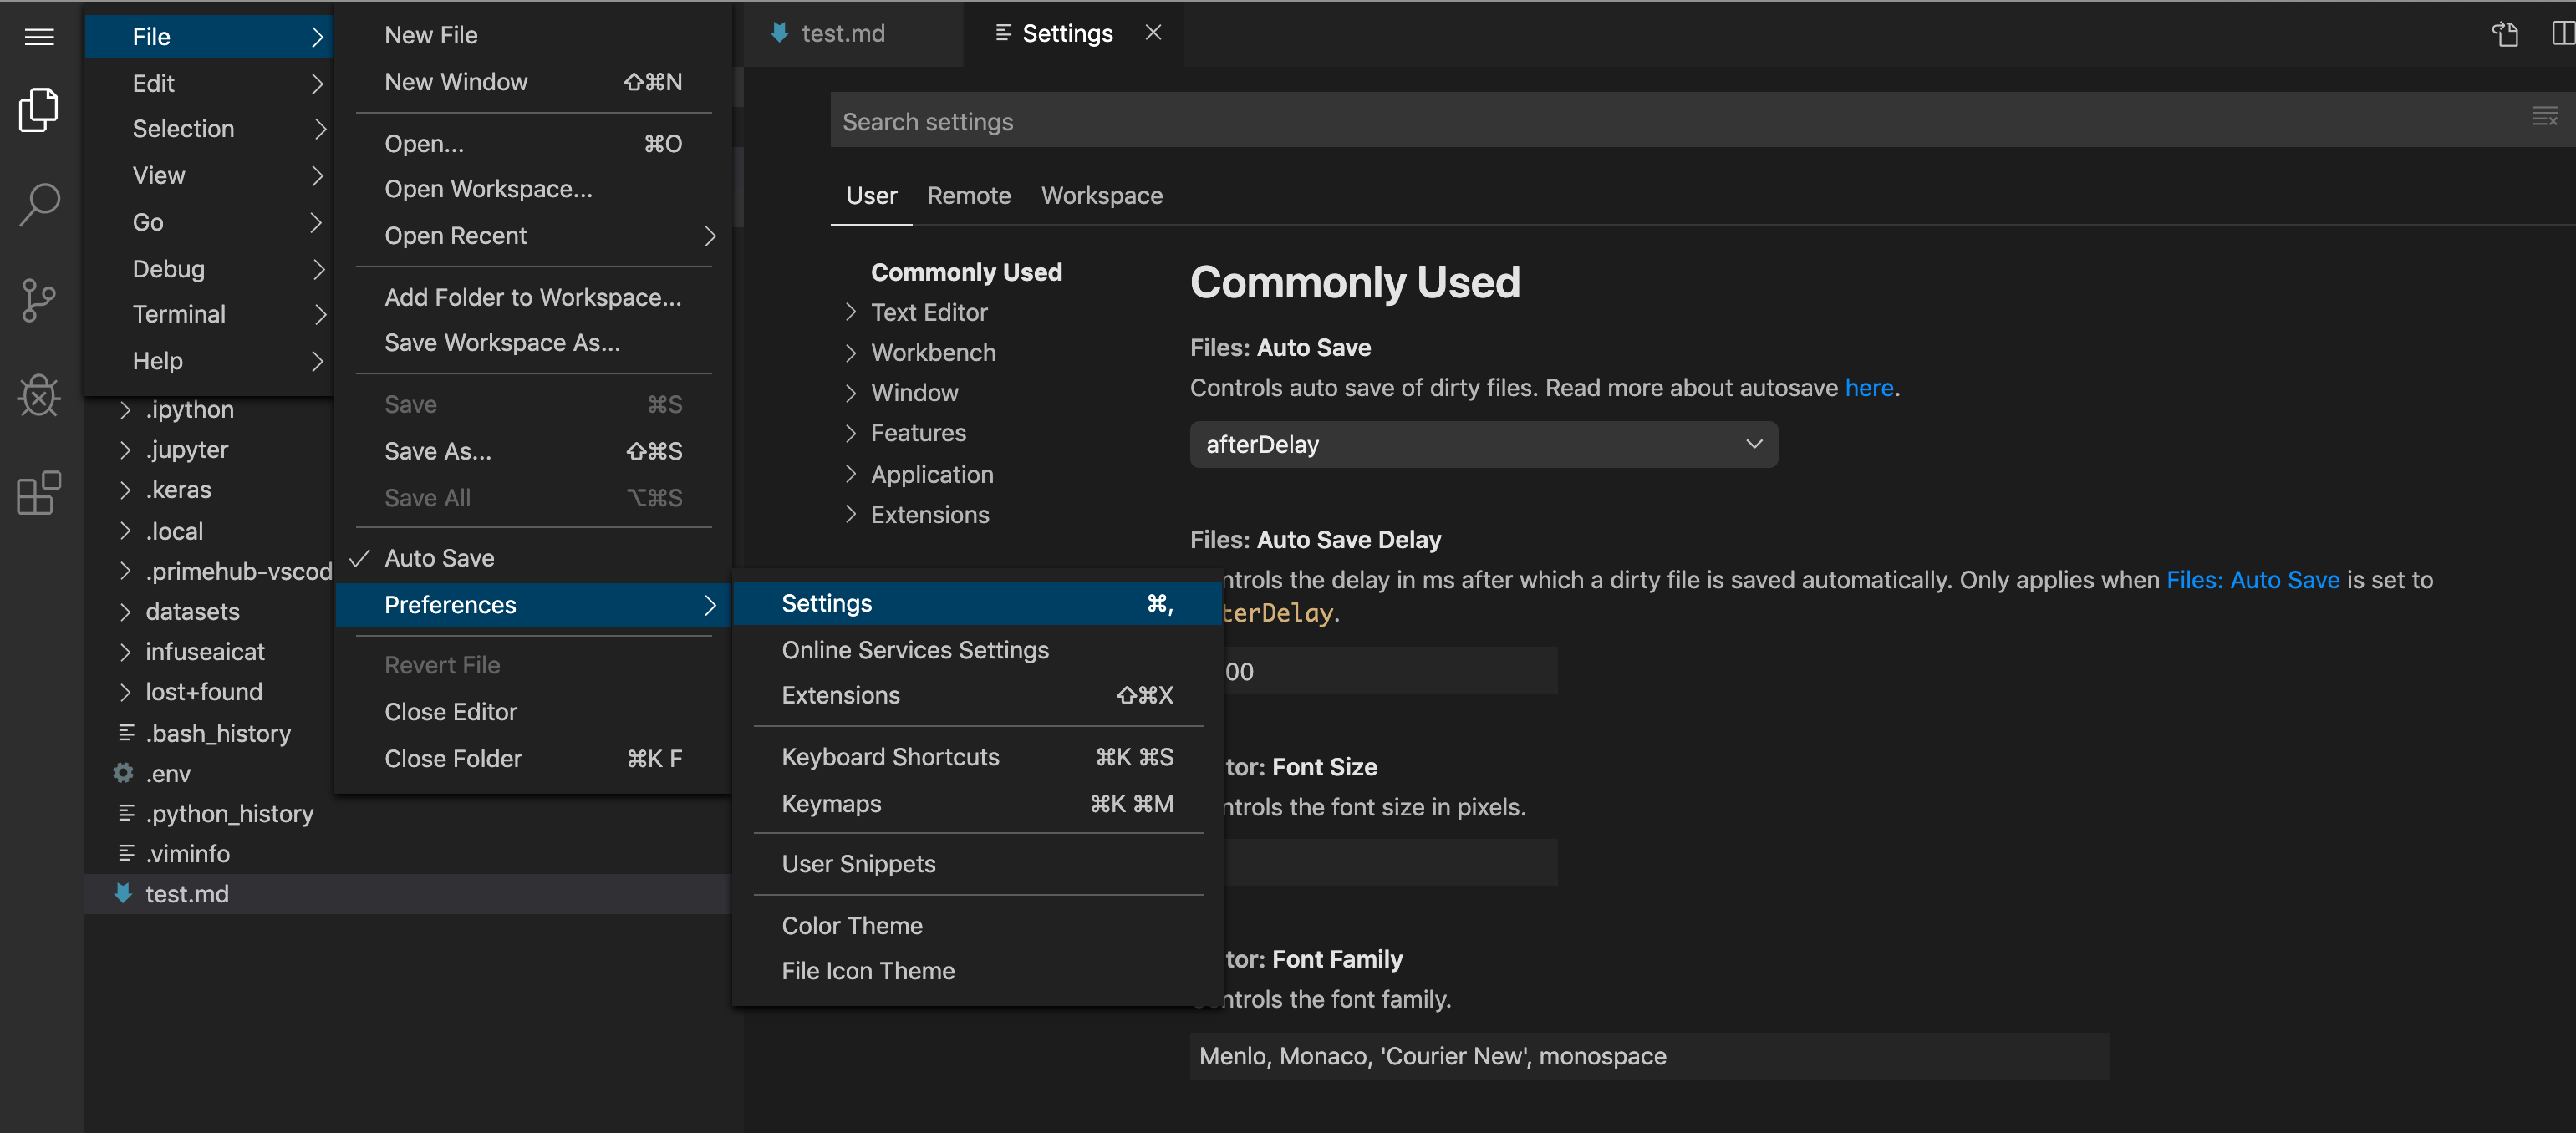 File
Edit
Selection
View
Go
Debug
Terminal
Help
.ipython
.jupyter
.keras
.local
.primehub-vscod
datasets
infuseaicat
lost+found
.bash_history
.env
.python_history
.viminfo
test.md
New File
New Window ⇧⌘N
Open... ⌘O
Open Workspace...
Open Recent
Add Folder to Workspace...
Save Workspace As...
Save ⌘S
Save As... ⇧⌘S
Save All ⌥⌘S
Auto Save
Preferences
Revert File
Close Editor
Close Folder ⌘K F
Settings ⌘,
Online Services Settings
Extensions ⇧⌘X
Keyboard Shortcuts ⌘K ⌘S
Keymaps ⌘K ⌘M
User Snippets
Color Theme
File Icon Theme
test.md Settings
Search settings
User Remote Workspace
Commonly Used
Text Editor
Workbench
Window
Features
Application
Extensions
Commonly Used
Files: Auto Save
Controls auto save of dirty files. Read more about autosave here.
afterDelay
Files: Auto Save Delay
ntrols the delay in ms after which a dirty file is saved automatically. Only applies when Files: Auto Save is set to
terDelay.
00
tor: Font Size
ntrols the font size in pixels.
tor: Font Family
ntrols the font family.
Menlo, Monaco, 'Courier New', monospace